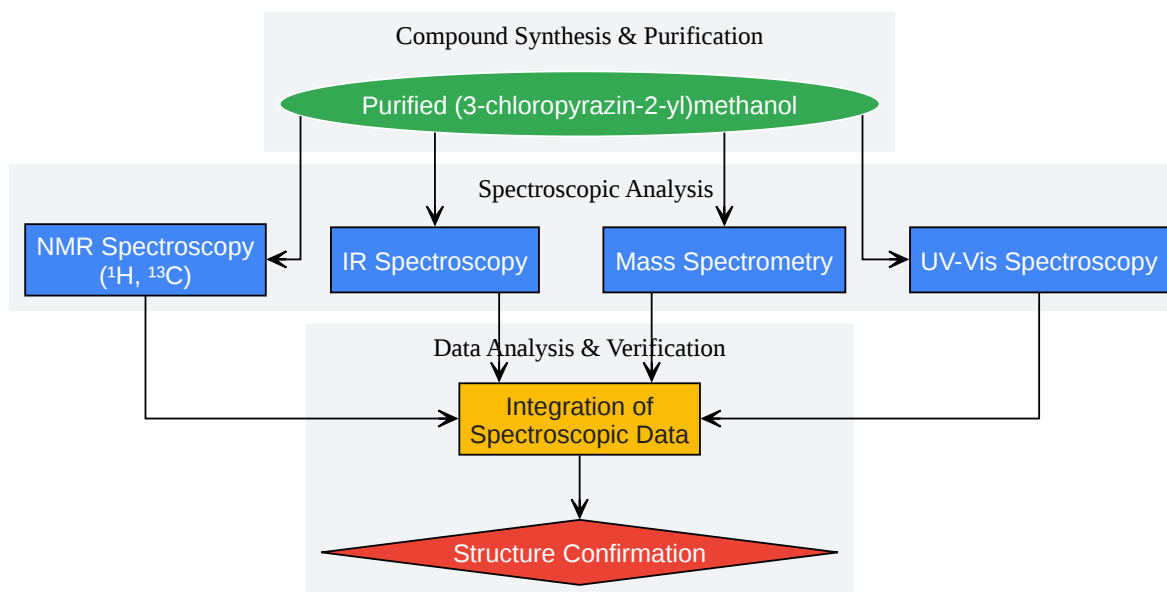 Compound Synthesis & Purification
Purified (3-chloropyrazin-2-yl)methanol
Spectroscopic Analysis
NMR Spectroscopy
(¹H, ¹³C)
IR Spectroscopy
Mass Spectrometry
UV-Vis Spectroscopy
Data Analysis & Verification
Integration of
Spectroscopic Data
Structure Confirmation